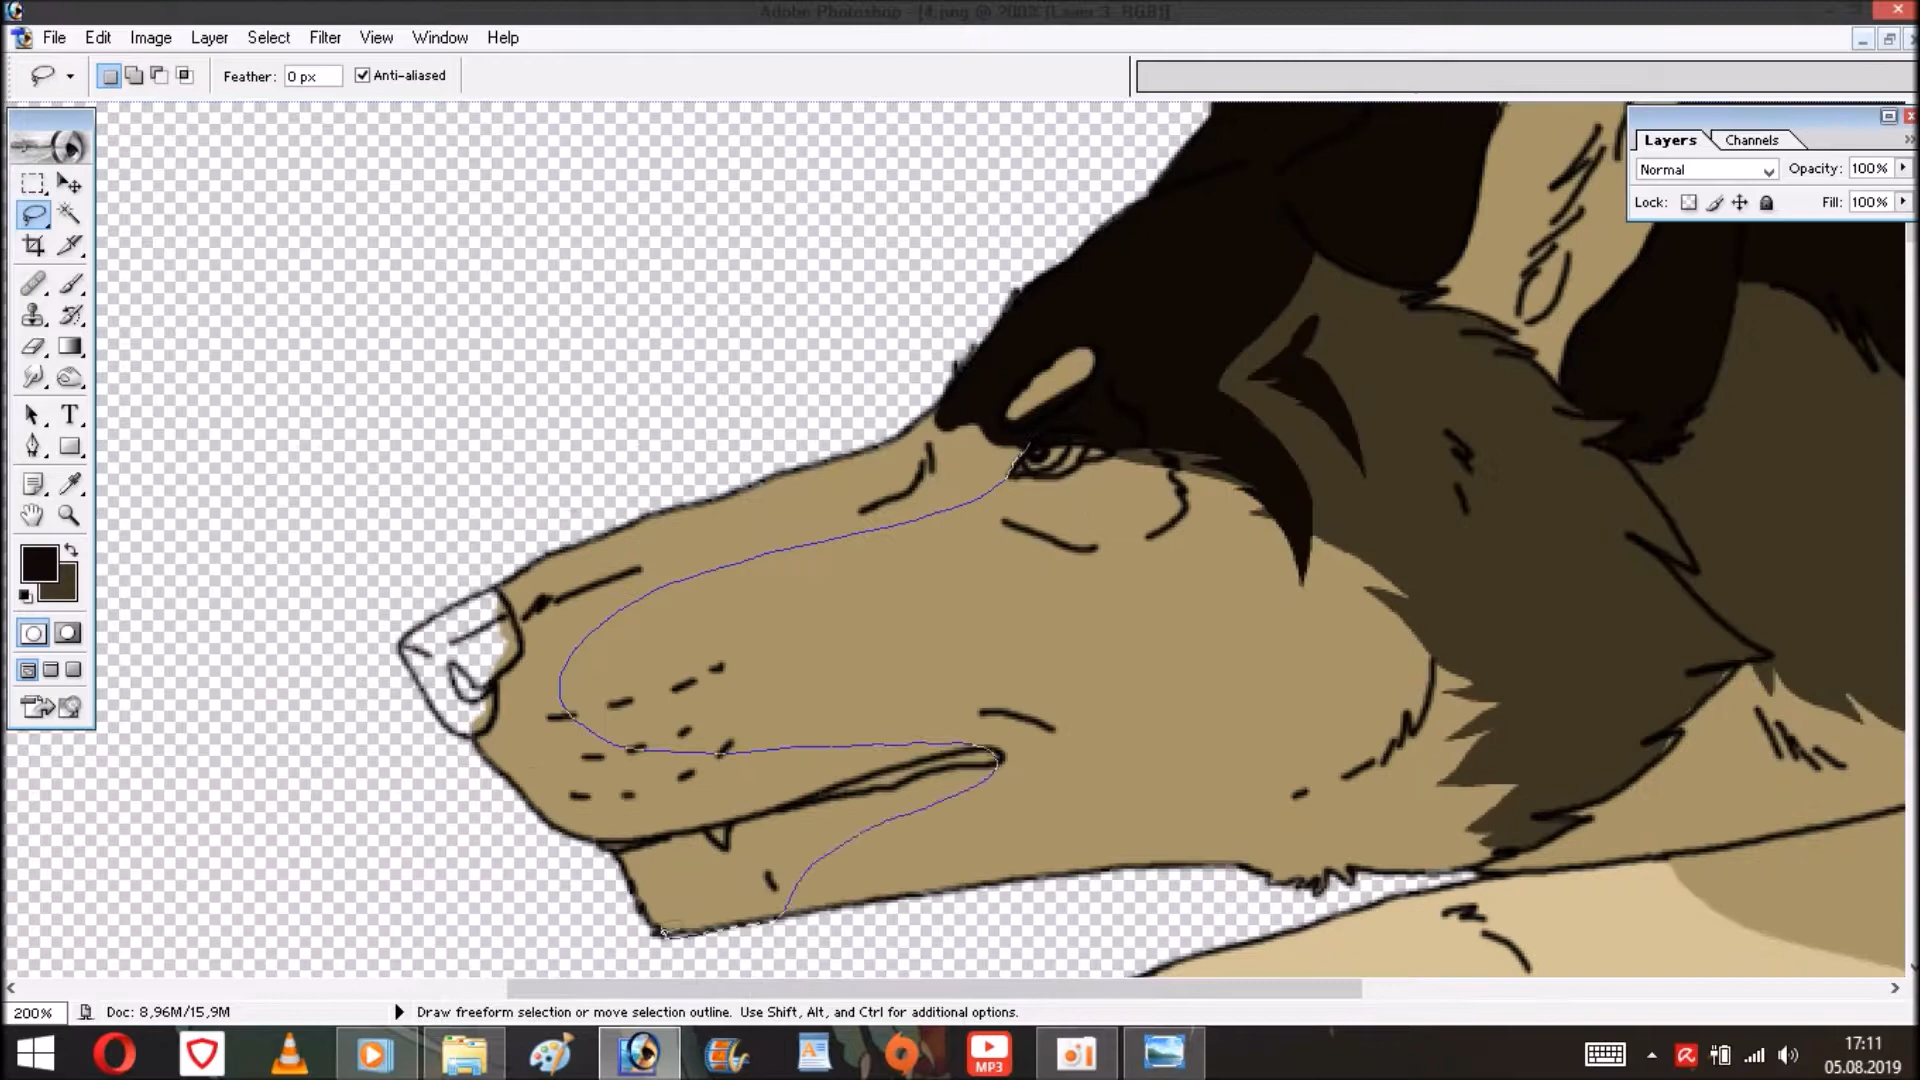 Adobe Photoshop - [4.png @ 200% (Layer 3, RGB)]
File Edit Image Layer Select Filter View Window Help
Feather: 0 px Anti-aliased
Layers Channels
Normal Opacity: 100%
Lock: Fill: 100%
T
200% Doc: 8,96M/15,9M Draw freeform selection or move selection outline. Use Shift, Alt, and Ctrl for additional options.
MP3
17:11
05.08.2019